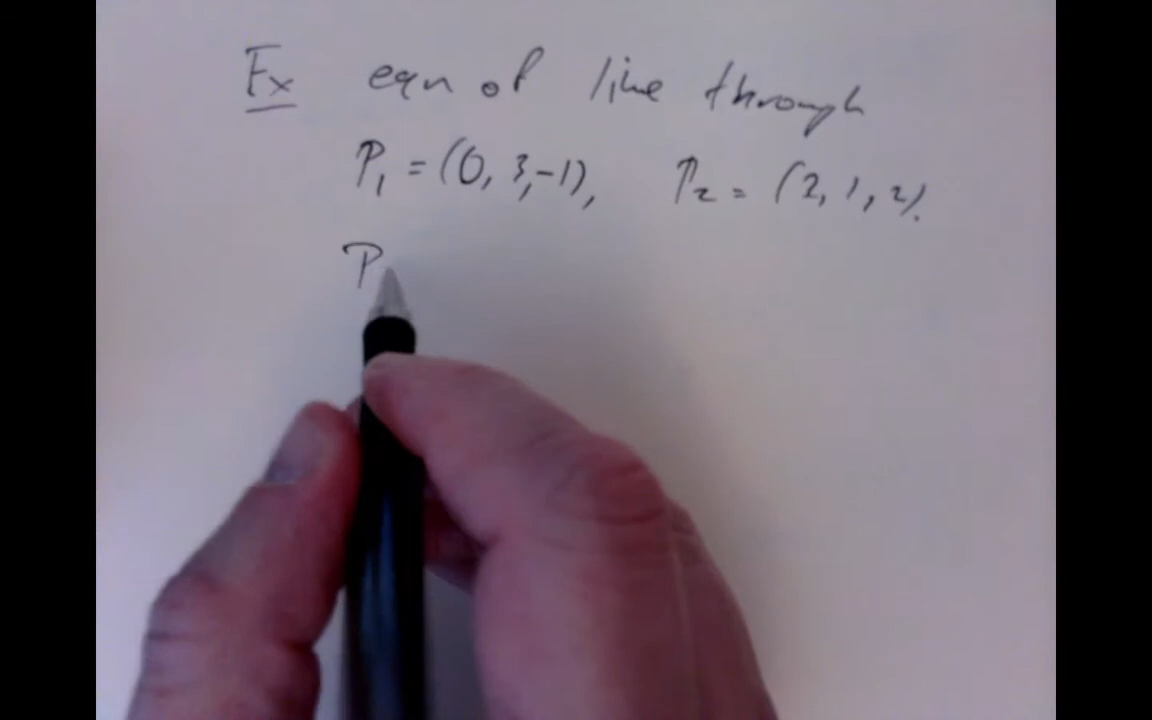 Ex eqn of line through
P₁ = (0, 3, -1), P₂ = (2, 1, 2).
P